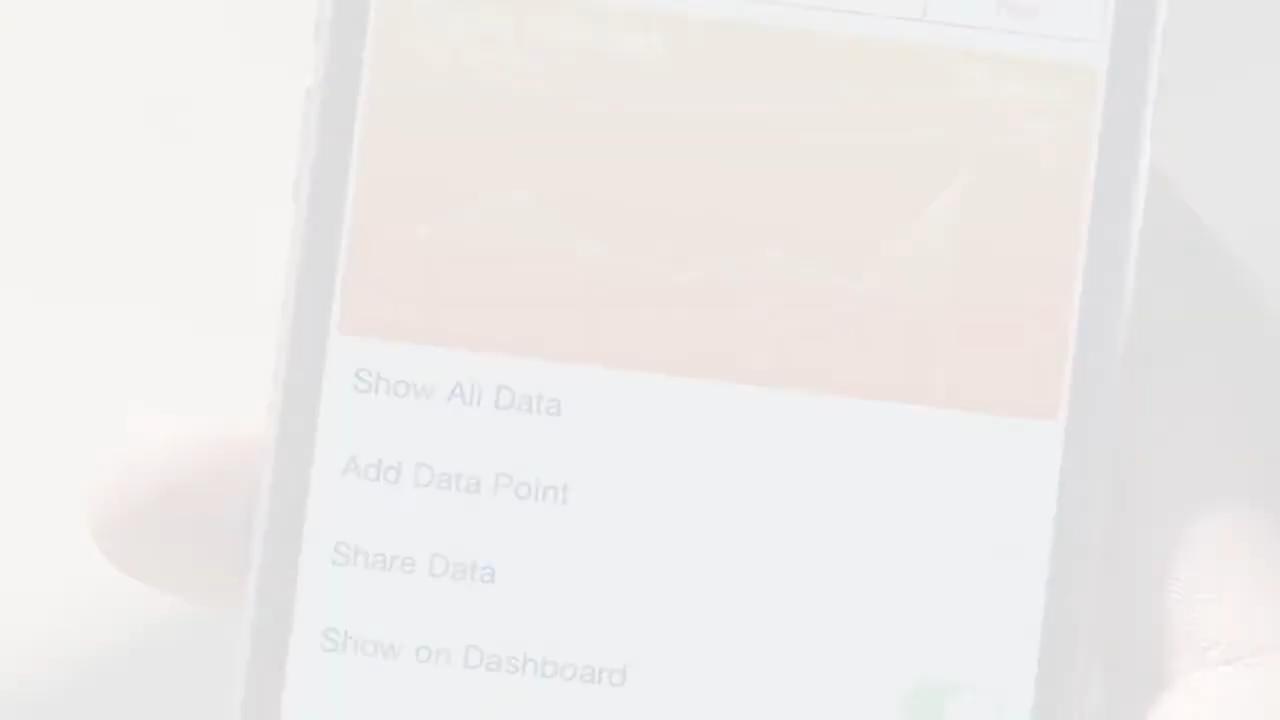 Show All Data
Add Data Point
Share Data
Show on Dashboard